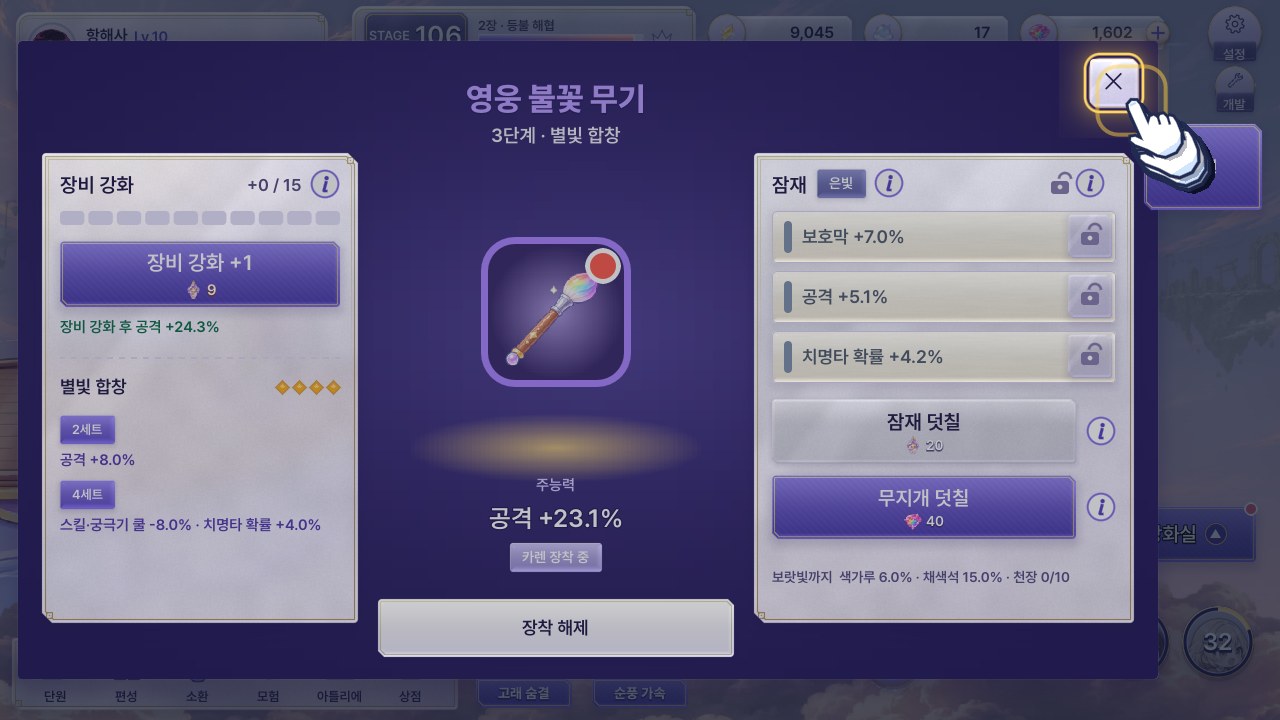 항해사 Lv.10
STAGE 106
2장 · 등불 해협
9,045
17
1,602
설정
개발
영웅 불꽃 무기
3단계 · 별빛 합창
장비 강화
+0 / 15
장비 강화 +1
9
장비 강화 후 공격 +24.3%
별빛 합창
2세트
공격 +8.0%
4세트
스킬·궁극기 쿨 -8.0% · 치명타 확률 +4.0%
주능력
공격 +23.1%
카렌 장착 중
장착 해제
잠재
은빛
보호막 +7.0%
공격 +5.1%
치명타 확률 +4.2%
잠재 덧칠
20
무지개 덧칠
40
보랏빛까지 색가루 6.0% · 채색석 15.0% · 천장 0/10
32
단원
편성
소환
모험
아틀리에
상점
고래 숨결
순풍 가속